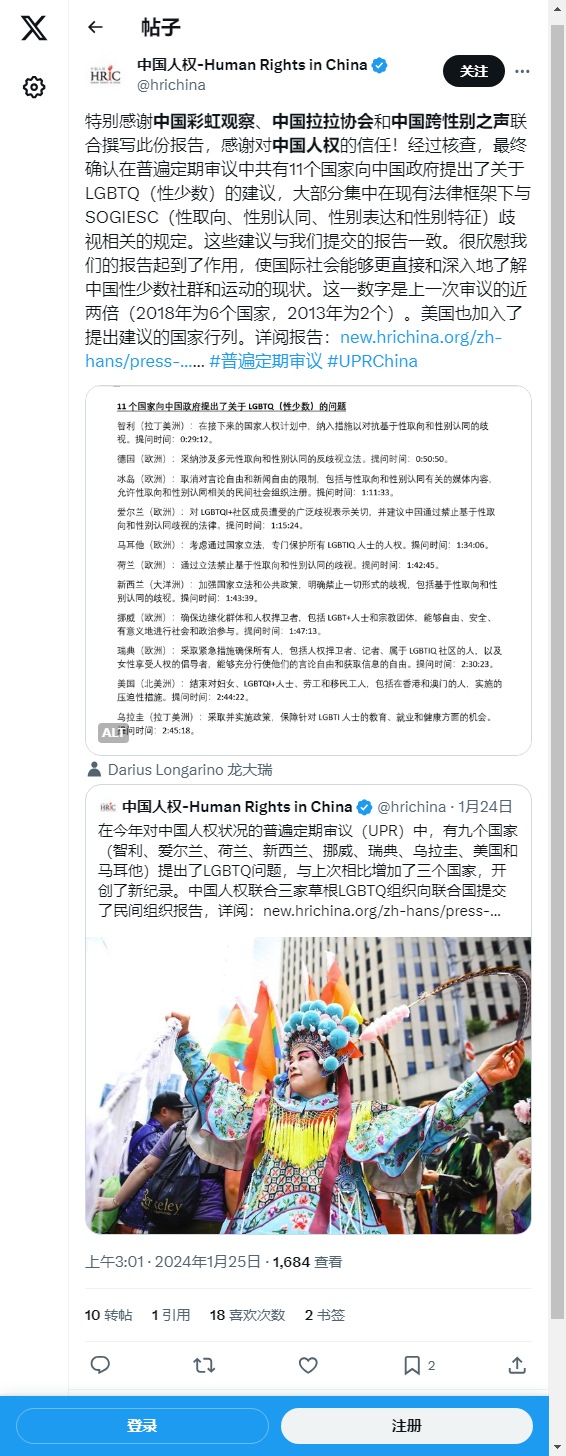 帖子
中国人权-Human Rights in China
@hrichina
关注
特别感谢中国彩虹观察、中国拉拉协会和中国跨性别之声联
合撰写此份报告，感谢对中国人权的信任！经过核查，最终
确认在普遍定期审议中共有11个国家向中国政府提出了关于
LGBTQ（性少数）的建议，大部分集中在现有法律框架下与
SOGIESC（性取向、性别认同、性别表达和性别特征）歧
视相关的规定。这些建议与我们提交的报告一致。很欣慰我
们的报告起到了作用，使国际社会能够更直接和深入地了解
中国性少数社群和运动的现状。这一数字是上一次审议的近
两倍（2018年为6个国家，2013年为2个）。美国也加入了
提出建议的国家行列。详阅报告：new.hrichina.org/zh-
hans/press-...… #普遍定期审议 #UPRChina
11 个国家向中国政府提出了关于 LGBTQ（性少数）的问题
智利（拉丁美洲）：在接下来的国家人权计划中，纳入措施以对抗基于性取向和性别认同的歧
视。提问时间：0:29:12。
德国（欧洲）：采纳涉及多元性取向和性别认同的反歧视立法。提问时间：0:50:50。
冰岛（欧洲）：取消对言论自由和新闻自由的限制，包括与性取向和性别认同有关的媒体内容，
允许性取向和性别认同相关的民间社会组织注册。提问时间：1:11:33。
爱尔兰（欧洲）：对 LGBTQI+社区成员遭受的广泛歧视表示关切，并建议中国通过禁止基于性取
向和性别认同歧视的法律。提问时间：1:15:24。
马耳他（欧洲）：考虑通过国家立法，专门保护所有 LGBTIQ 人士的人权。提问时间：1:34:06。
荷兰（欧洲）：通过立法禁止基于性取向和性别认同的歧视。提问时间：1:42:45。
新西兰（大洋洲）：加强国家立法和公共政策，明确禁止一切形式的歧视，包括基于性取向和性
别认同的歧视。提问时间：1:43:39。
挪威（欧洲）：确保边缘化群体和人权捍卫者，包括 LGBT+人士和宗教团体，能够自由、安全、
有意义地进行社会和政治参与。提问时间：1:47:13。
瑞典（欧洲）：采取紧急措施确保所有人，包括人权捍卫者、记者、属于 LGBTIQ 社区的人，以及
女性享受人权的倡导者，能够充分行使他们的言论自由和获取信息的自由。提问时间：2:30:23。
美国（北美洲）：结束对妇女、LGBTQI+人士、劳工和移民工人，包括在香港和澳门的人，实施的
压迫性措施。提问时间：2:44:22。
乌拉圭（拉丁美洲）：采取并实施政策，保障针对 LGBTI 人士的教育、就业和健康方面的机会。
ALT 提问时间：2:45:18。
Darius Longarino 龙大瑞
HRIC 中国人权-Human Rights in China @hrichina · 1月24日
在今年对中国人权状况的普遍定期审议（UPR）中，有九个国家
（智利、爱尔兰、荷兰、新西兰、挪威、瑞典、乌拉圭、美国和
马耳他）提出了LGBTQ问题，与上次相比增加了三个国家，开
创了新纪录。中国人权联合三家草根LGBTQ组织向联合国提交
了民间组织报告，详阅：new.hrichina.org/zh-hans/press-...
Berkeley
上午3:01 · 2024年1月25日 · 1,684 查看
10 转帖 1 引用 18 喜欢次数 2 书签
2
登录
注册